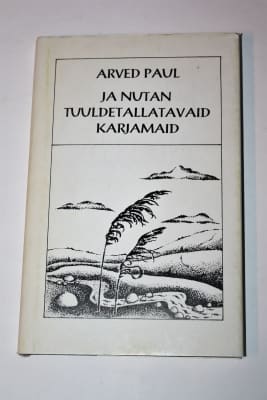 ARVED PAUL
JA NUTAN
TUULDETALLATAVAID
KARJAMAID